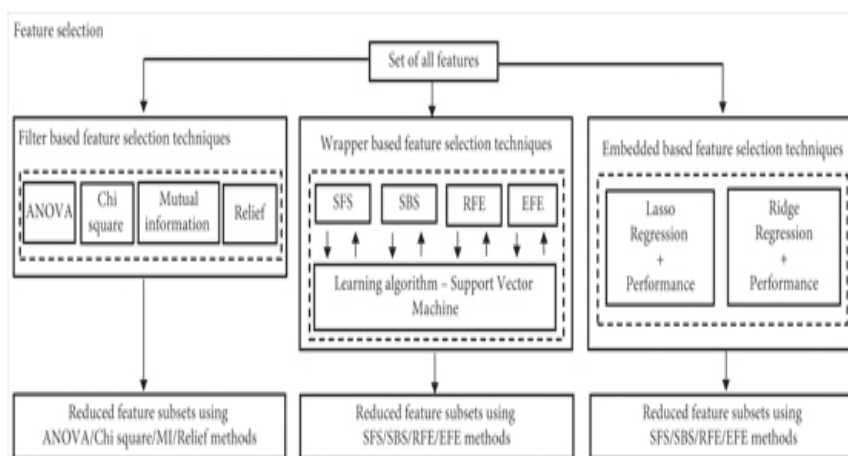 Feature selection
Set of all features
Filter based feature selection techniques
ANOVA
Chi
square
Mutual
information
Relief
Wrapper based feature selection techniques
SFS
SBS
RFE
EFE
Learning algorithm – Support Vector
Machine
Embedded based feature selection techniques
Lasso
Regression
+
Performance
Ridge
Regression
+
Performance
Reduced feature subsets using
ANOVA/Chi square/MI/Relief methods
Reduced feature subsets using
SFS/SBS/RFE/EFE methods
Reduced feature subsets using
SFS/SBS/RFE/EFE methods